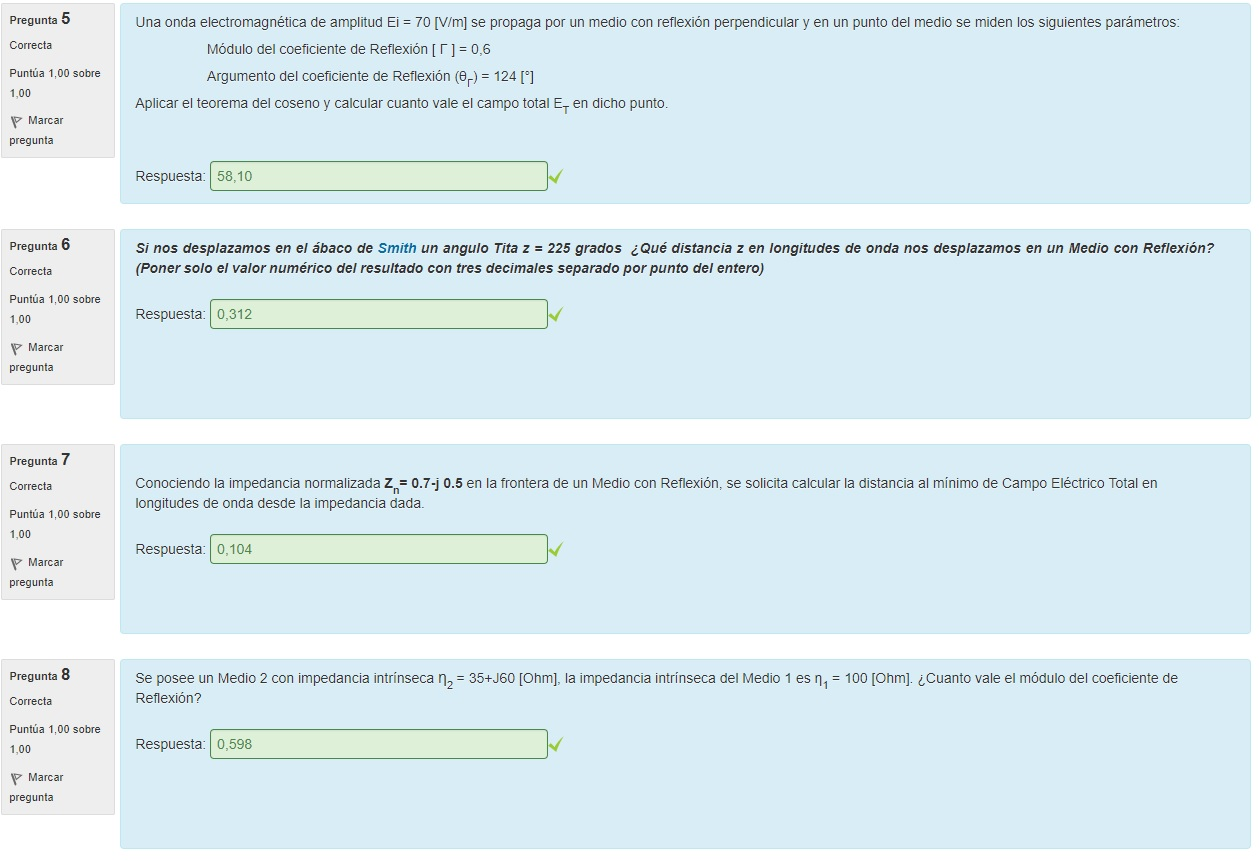 Pregunta 5
Correcta
Puntúa 1,00 sobre
1,00
Marcar
pregunta
Una onda electromagnética de amplitud Ei = 70 [V/m] se propaga por un medio con reflexión perpendicular y en un punto del medio se miden los siguientes parámetros:
Módulo del coeficiente de Reflexión [ Γ ] = 0,6
Argumento del coeficiente de Reflexión (θΓ) = 124 [°]
Aplicar el teorema del coseno y calcular cuanto vale el campo total ET en dicho punto.
Respuesta: 58,10
Pregunta 6
Correcta
Puntúa 1,00 sobre
1,00
Marcar
pregunta
Si nos desplazamos en el ábaco de Smith un angulo Tita z = 225 grados ¿Qué distancia z en longitudes de onda nos desplazamos en un Medio con Reflexión?
(Poner solo el valor numérico del resultado con tres decimales separado por punto del entero)
Respuesta: 0,312
Pregunta 7
Correcta
Puntúa 1,00 sobre
1,00
Marcar
pregunta
Conociendo la impedancia normalizada Zn= 0.7-j 0.5 en la frontera de un Medio con Reflexión, se solicita calcular la distancia al mínimo de Campo Eléctrico Total en
longitudes de onda desde la impedancia dada.
Respuesta: 0,104
Pregunta 8
Correcta
Puntúa 1,00 sobre
1,00
Marcar
pregunta
Se posee un Medio 2 con impedancia intrínseca η2 = 35+J60 [Ohm], la impedancia intrínseca del Medio 1 es η1 = 100 [Ohm]. ¿Cuanto vale el módulo del coeficiente de
Reflexión?
Respuesta: 0,598